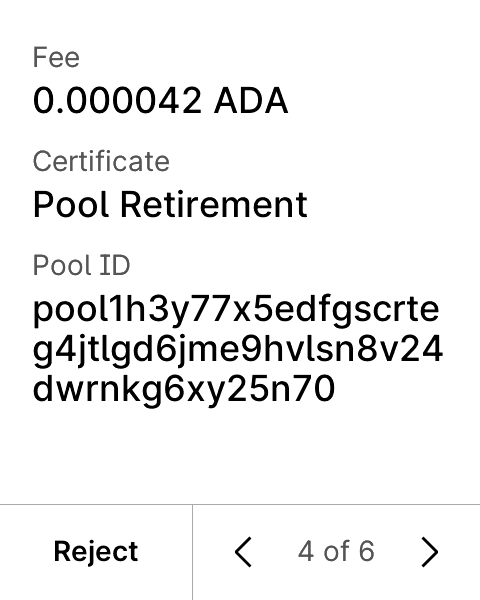 Fee
0.000042 ADA
Certificate
Pool Retirement
Pool ID
pool1h3y77x5edfgscrte
g4jtlgd6jme9hvlsn8v24
dwrnkg6xy25n70
Reject
4 of 6